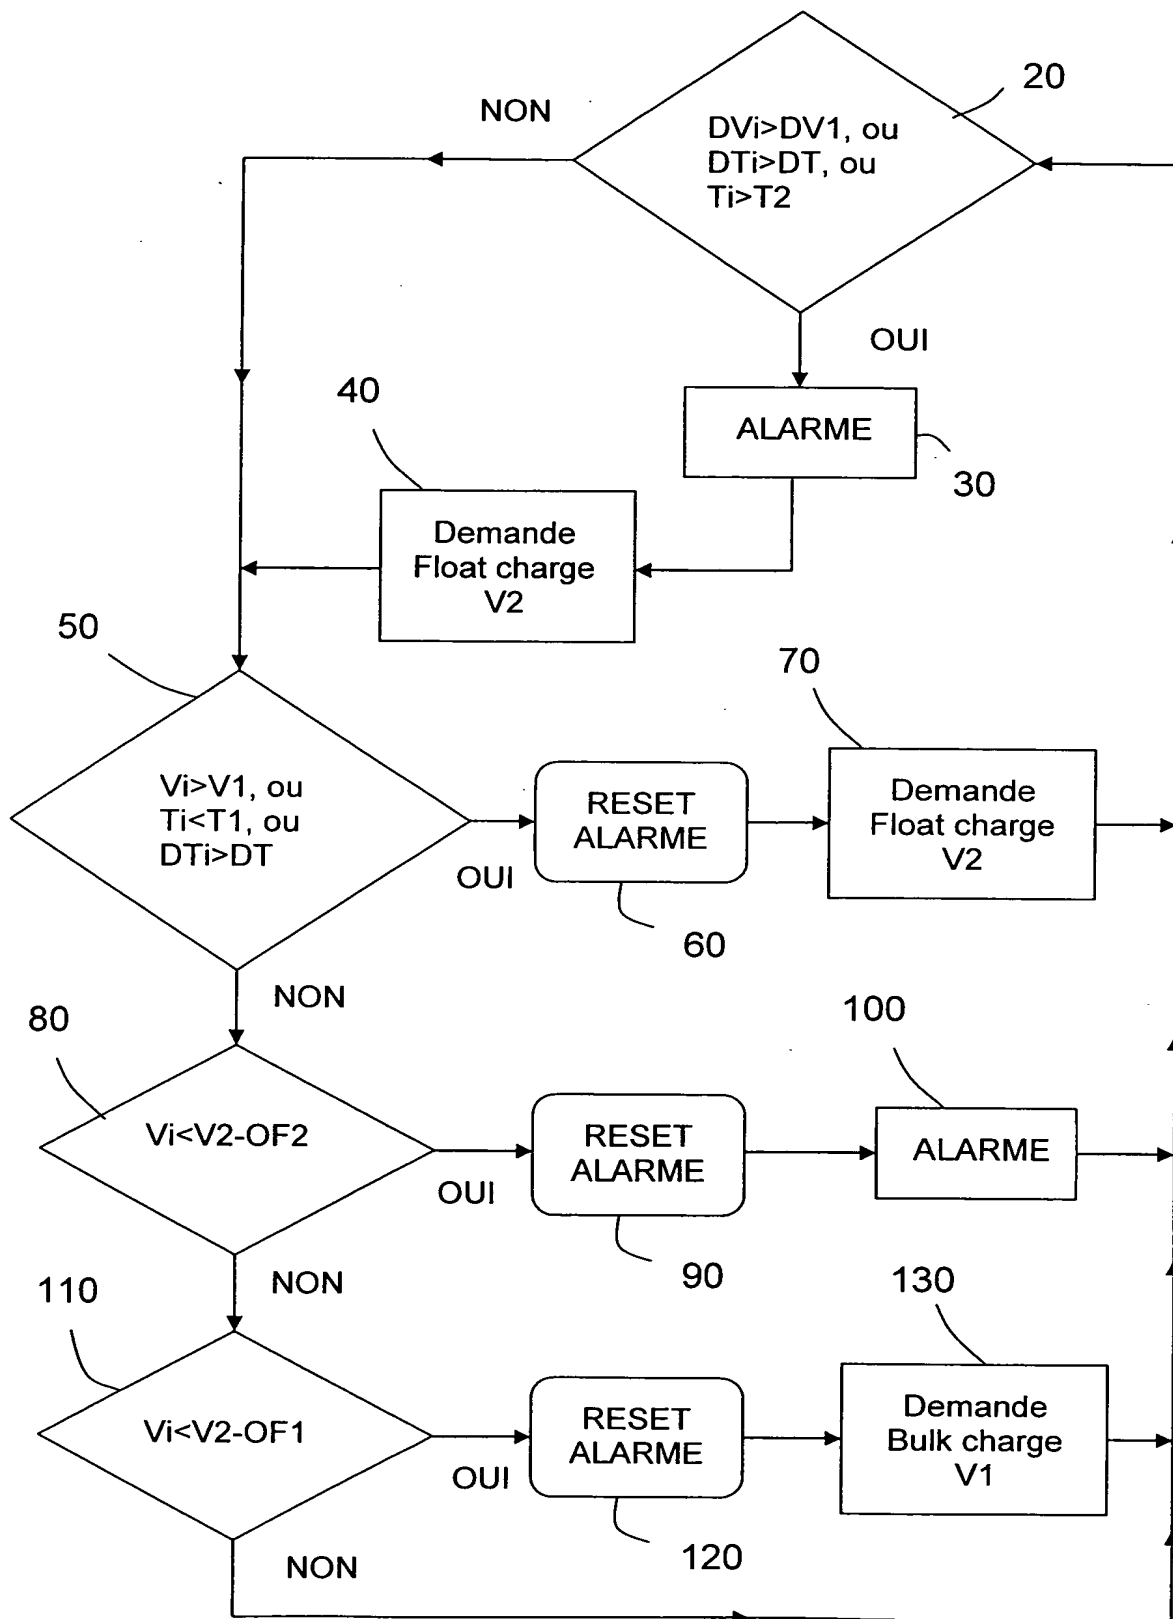 20
NON
DVi>DV1, ou
DTi>DT, ou
Ti>T2
OUI
40
ALARME
30
Demande
Float charge
V2
50
70
Vi>V1, ou
Ti<T1, ou
DTi>DT
OUI
RESET
ALARME
Demande
Float charge
V2
60
NON
80
100
Vi<V2-OF2
OUI
RESET
ALARME
ALARME
90
NON
110
130
Vi<V2-OF1
OUI
RESET
ALARME
Demande
Bulk charge
V1
120
NON